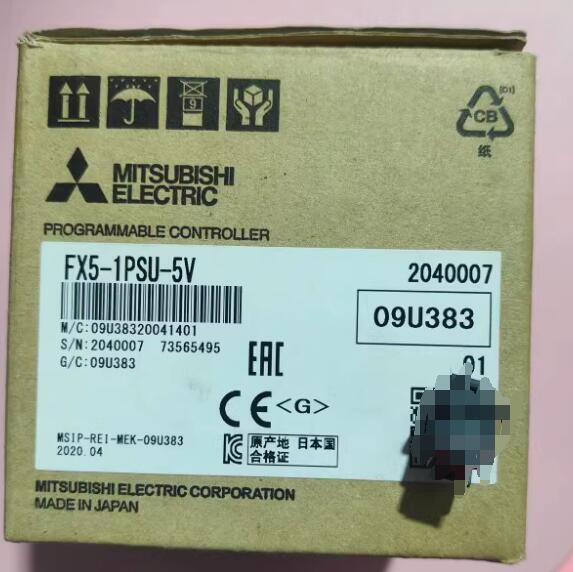 9
[01]
CB
纸
MITSUBISHI
ELECTRIC
PROGRAMMABLE CONTROLLER
FX5-1PSU-5V
2040007
M/C:09U38320041401
09U383
S/N:2040007 73565495
G/C:09U383
01
EAC
CE <G>
MSIP-REI-MEK-09U383
2020.04
原产地 日本国
合格证
MITSUBISHI ELECTRIC CORPORATION
MADE IN JAPAN